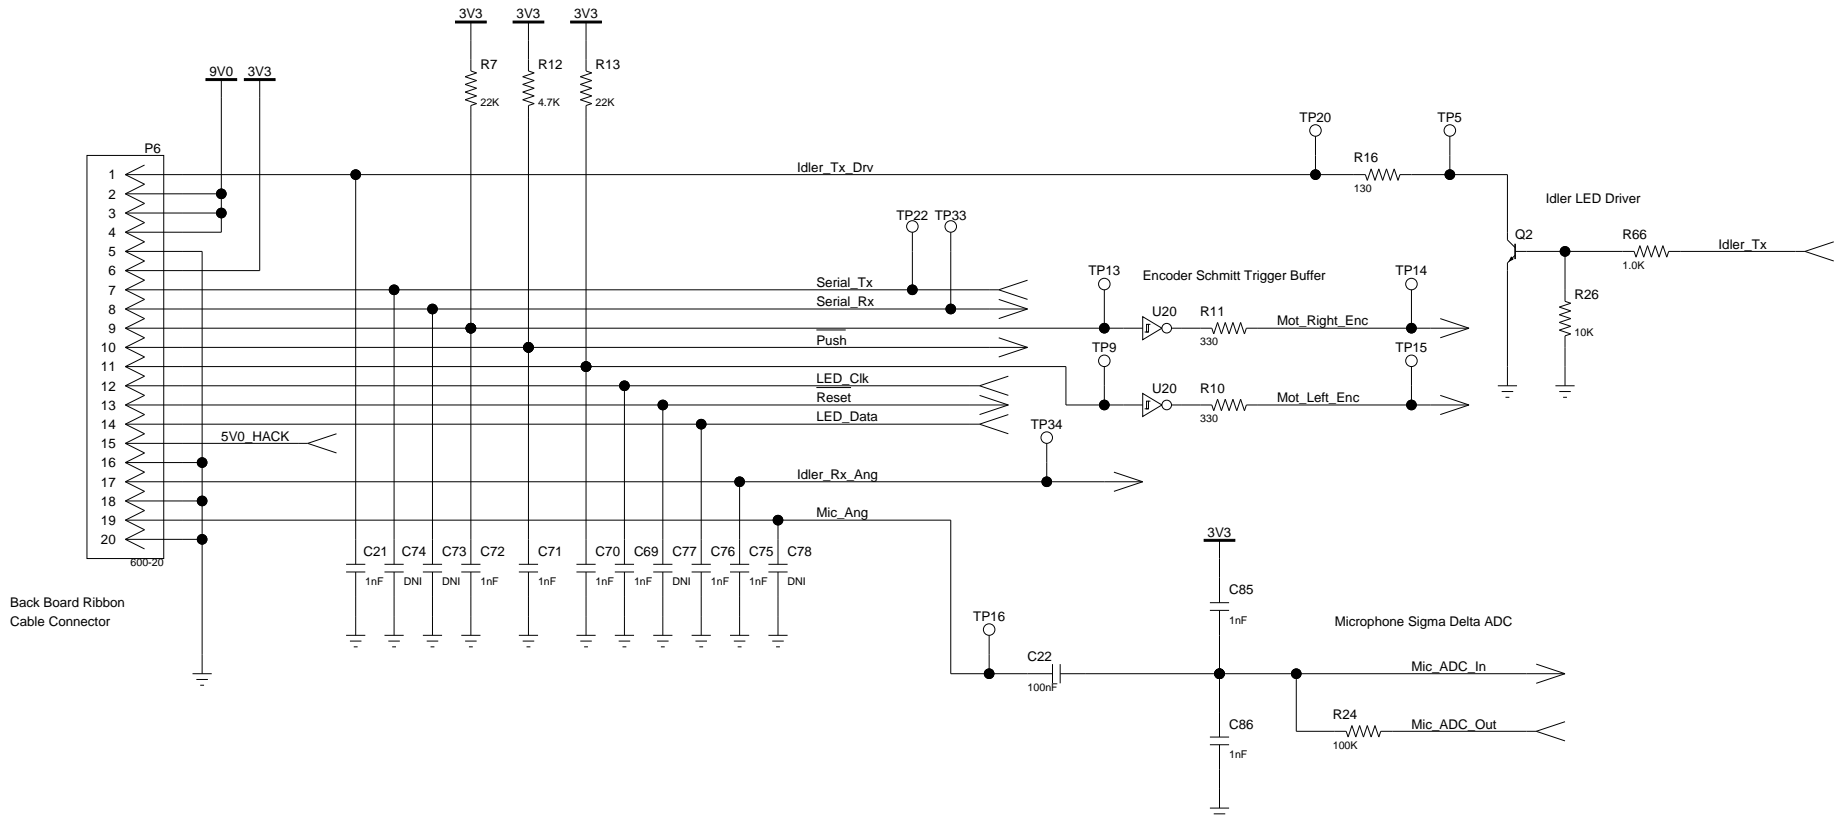 3V3 3V3 3V3
R7 R12 R13
9V0 3V3
22K 4.7K 22K
TP20 TP5
P6
R16
1 Idler_Tx_Drv
130
2
Idler LED Driver
3 TP22 TP33
4 Q2 R66 Idler_Tx
5
1.0K
6 TP13 Encoder Schmitt Trigger Buffer TP14
7 Serial_Tx
R26
8 Serial_Rx U20 R11
9 Mot_Right_Enc
10K
330
10 Push TP9 TP15
11
12 LED_Clk U20 R10
13 Reset Mot_Left_Enc
330
14 LED_Data TP34
15 5V0_HACK
16
17 Idler_Rx_Ang
18
19 Mic_Ang
3V3
20
600-20
C21 C74 C73 C72 C71 C70 C69 C77 C76 C75 C78
1nF DNI DNI 1nF 1nF 1nF 1nF DNI 1nF 1nF DNI
Back Board Ribbon
Cable Connector
C85
1nF
TP16
Microphone Sigma Delta ADC
C22
Mic_ADC_In
100nF
R24
C86 Mic_ADC_Out
100K
1nF